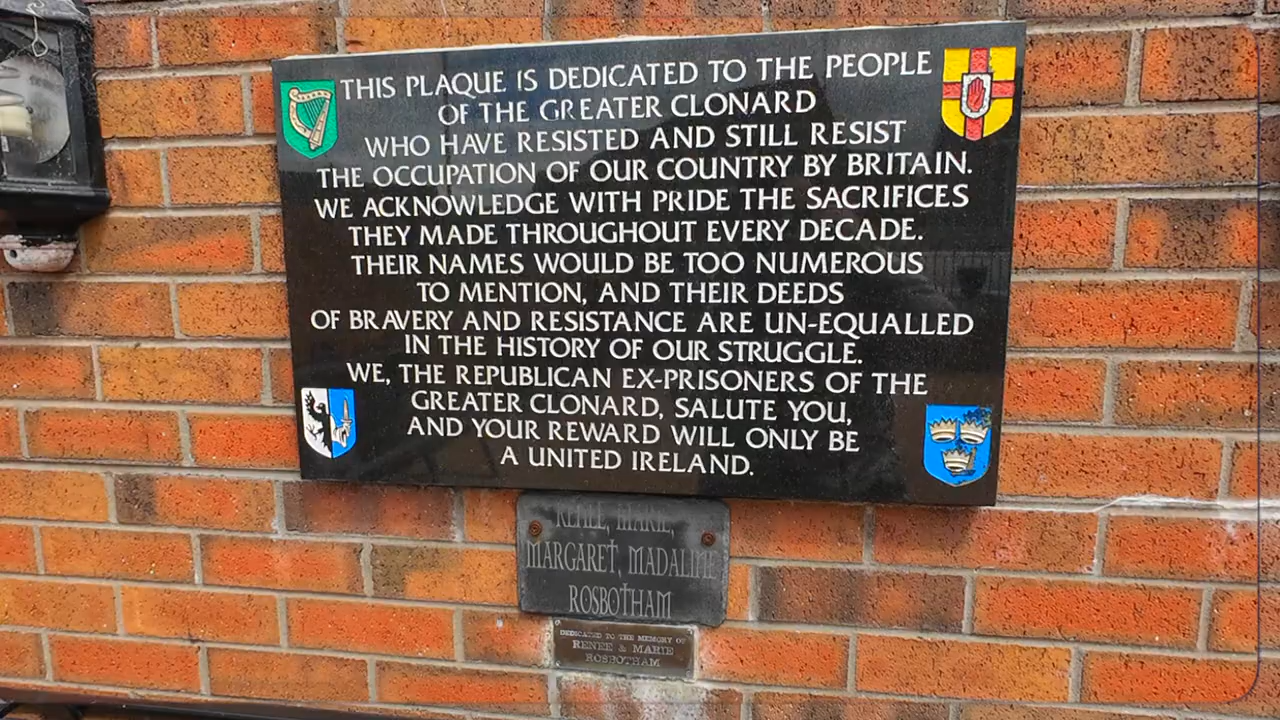 THIS PLAQUE IS DEDICATED TO THE PEOPLE
OF THE GREATER CLONARD
WHO HAVE RESISTED AND STILL RESIST
THE OCCUPATION OF OUR COUNTRY BY BRITAIN.
WE ACKNOWLEDGE WITH PRIDE THE SACRIFICES
THEY MADE THROUGHOUT EVERY DECADE.
THEIR NAMES WOULD BE TOO NUMEROUS
TO MENTION, AND THEIR DEEDS
OF BRAVERY AND RESISTANCE ARE UN-EQUALLED
IN THE HISTORY OF OUR STRUGGLE.
WE, THE REPUBLICAN EX-PRISONERS OF THE
GREATER CLONARD, SALUTE YOU,
AND YOUR REWARD WILL ONLY BE
A UNITED IRELAND.
MARIE,
MARGARET, MADALINE
ROSBOTHAM
DEDICATED TO THE MEMORY OF
RENEE & MARIE
ROSBOTHAM